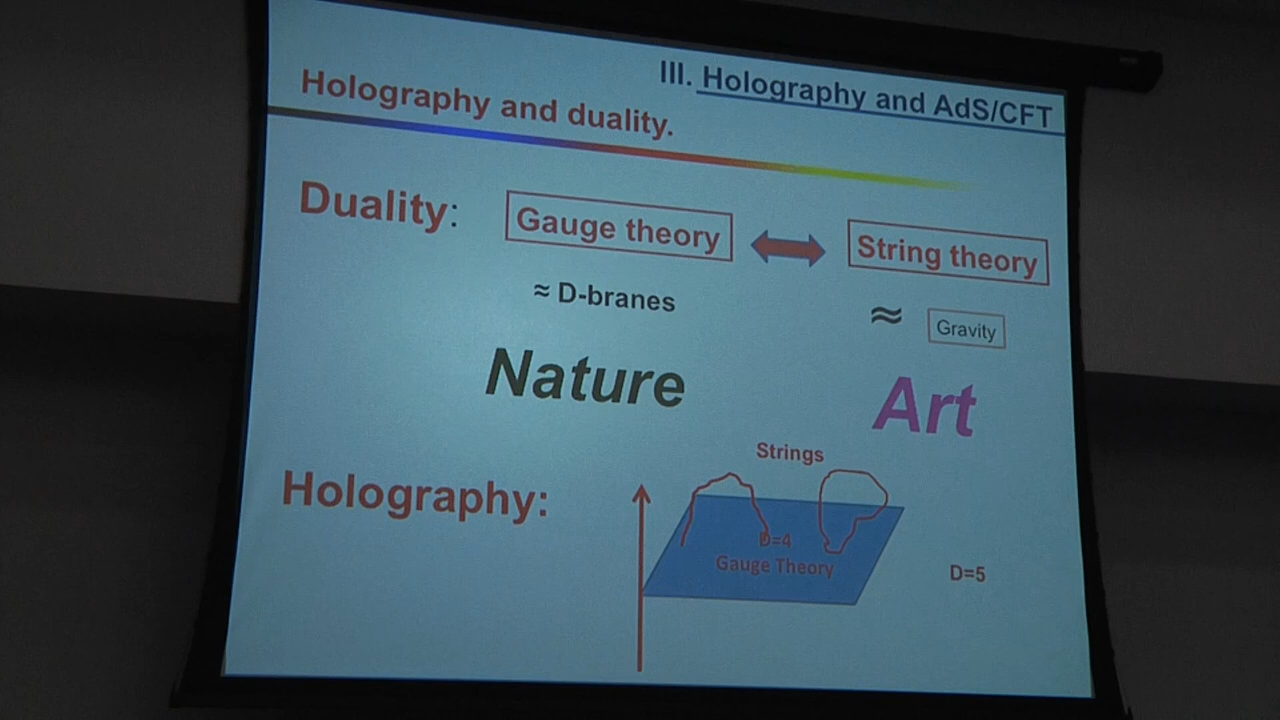 III. Holography and AdS/CFT
Holography and duality.
Duality: Gauge theory String theory
≈ D-branes ≈ Gravity
Nature Art
Strings
Holography:
D=4
Gauge Theory
D=5